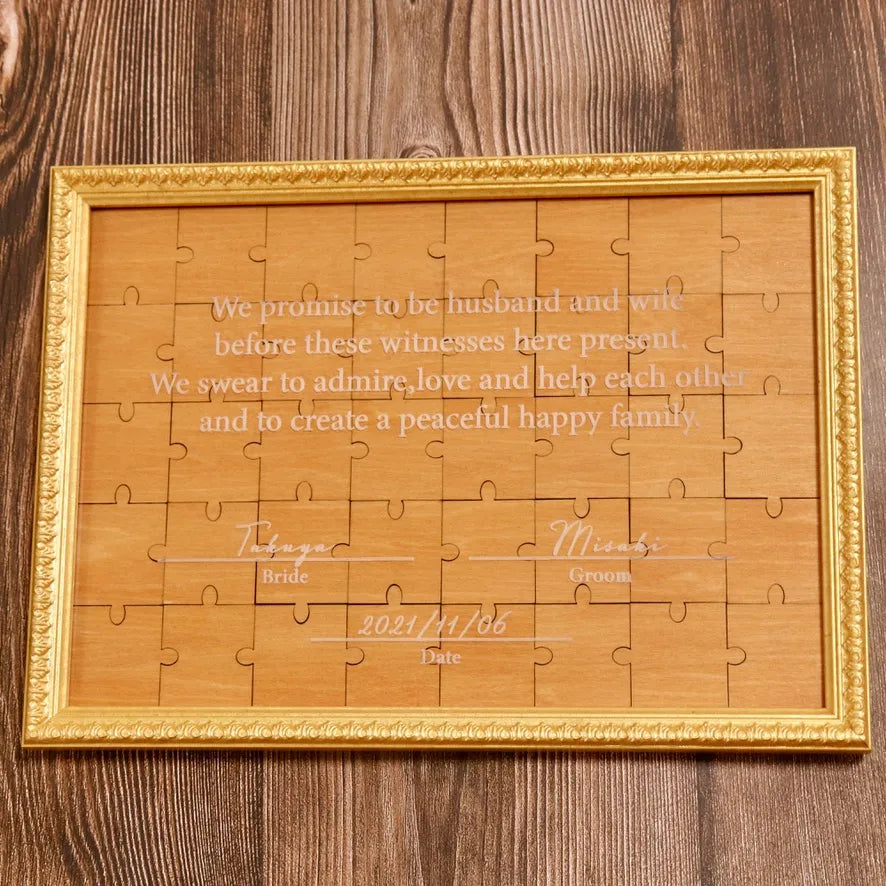 We promise to be husband and wife
before these witnesses here present.
We swear to admire,love and help each other
and to create a peaceful happy family.
Takuya Misaki
Bride Groom
2021/11/06
Date